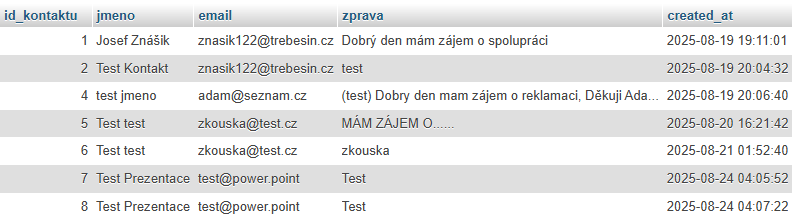 id_kontaktu jmeno email zprava created_at
1 Josef Znášik znasik122@trebesin.cz Dobrý den mám zájem o spolupráci 2025-08-19 19:11:01
2 Test Kontakt znasik122@trebesin.cz test 2025-08-19 20:04:32
4 test jmeno adam@seznam.cz (test) Dobry den mam zájem o reklamaci, Děkuji Ada... 2025-08-19 20:06:40
5 Test test zkouska@test.cz MÁM ZÁJEM O...... 2025-08-20 16:21:42
6 Test test zkouska@test.cz zkouska 2025-08-21 01:52:40
7 Test Prezentace test@power.point Test 2025-08-24 04:05:52
8 Test Prezentace test@power.point Test 2025-08-24 04:07:22